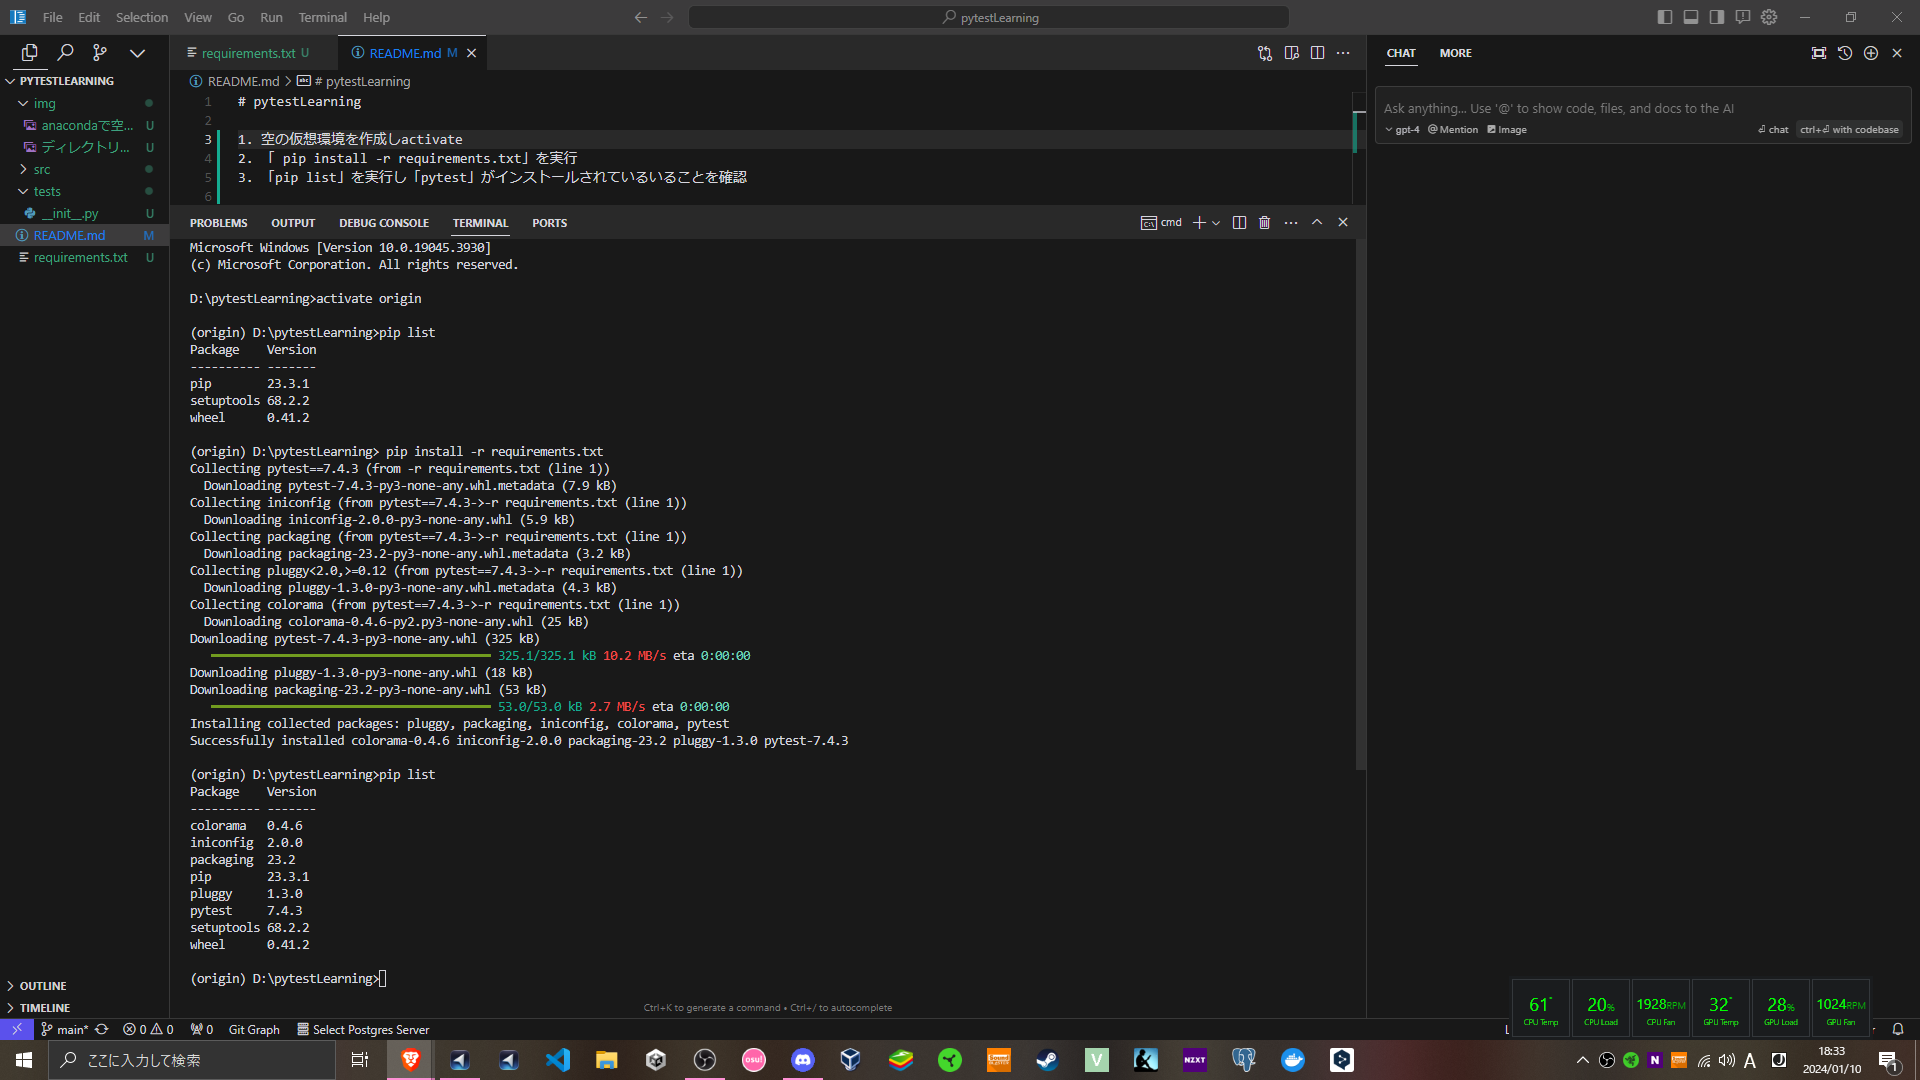 File Edit Selection View Go Run Terminal Help
pytestLearning
PYTESTLEARNING
img
anacondaで空... U
ディレクトリ... U
src
tests
__init__.py U
README.md M
requirements.txt U
OUTLINE
TIMELINE
requirements.txt U README.md M
README.md > # pytestLearning
1 # pytestLearning
2
3 1. 空の仮想環境を作成しactivate
4 2. 「 pip install -r requirements.txt」を実行
5 3. 「pip list」を実行し「pytest」がインストールされているいることを確認
6
PROBLEMS OUTPUT DEBUG CONSOLE TERMINAL PORTS
cmd
Microsoft Windows [Version 10.0.19045.3930]
(c) Microsoft Corporation. All rights reserved.
D:\pytestLearning>activate origin
(origin) D:\pytestLearning>pip list
Package    Version
---------- -------
pip        23.3.1
setuptools 68.2.2
wheel      0.41.2
(origin) D:\pytestLearning> pip install -r requirements.txt
Collecting pytest==7.4.3 (from -r requirements.txt (line 1))
Downloading pytest-7.4.3-py3-none-any.whl.metadata (7.9 kB)
Collecting iniconfig (from pytest==7.4.3->-r requirements.txt (line 1))
Downloading iniconfig-2.0.0-py3-none-any.whl (5.9 kB)
Collecting packaging (from pytest==7.4.3->-r requirements.txt (line 1))
Downloading packaging-23.2-py3-none-any.whl.metadata (3.2 kB)
Collecting pluggy<2.0,>=0.12 (from pytest==7.4.3->-r requirements.txt (line 1))
Downloading pluggy-1.3.0-py3-none-any.whl.metadata (4.3 kB)
Collecting colorama (from pytest==7.4.3->-r requirements.txt (line 1))
Downloading colorama-0.4.6-py2.py3-none-any.whl (25 kB)
Downloading pytest-7.4.3-py3-none-any.whl (325 kB)
325.1/325.1 kB 10.2 MB/s eta 0:00:00
Downloading pluggy-1.3.0-py3-none-any.whl (18 kB)
Downloading packaging-23.2-py3-none-any.whl (53 kB)
53.0/53.0 kB 2.7 MB/s eta 0:00:00
Installing collected packages: pluggy, packaging, iniconfig, colorama, pytest
Successfully installed colorama-0.4.6 iniconfig-2.0.0 packaging-23.2 pluggy-1.3.0 pytest-7.4.3
(origin) D:\pytestLearning>pip list
Package    Version
---------- -------
colorama   0.4.6
iniconfig  2.0.0
packaging  23.2
pip        23.3.1
pluggy     1.3.0
pytest     7.4.3
setuptools 68.2.2
wheel      0.41.2
(origin) D:\pytestLearning>
Ctrl+K to generate a command • Ctrl+/ to autocomplete
CHAT MORE
Ask anything... Use '@' to show code, files, and docs to the AI
gpt-4 @ Mention Image chat ctrl+⏎ with codebase
61° 20% 1928RPM 32° 28% 1024RPM
CPU Temp CPU Load CPU Fan GPU Temp GPU Load GPU Fan
main* 0 0 0 Git Graph Select Postgres Server
ここに入力して検索
osu!
V
NZXT
N
A
18:33
2024/01/10
1